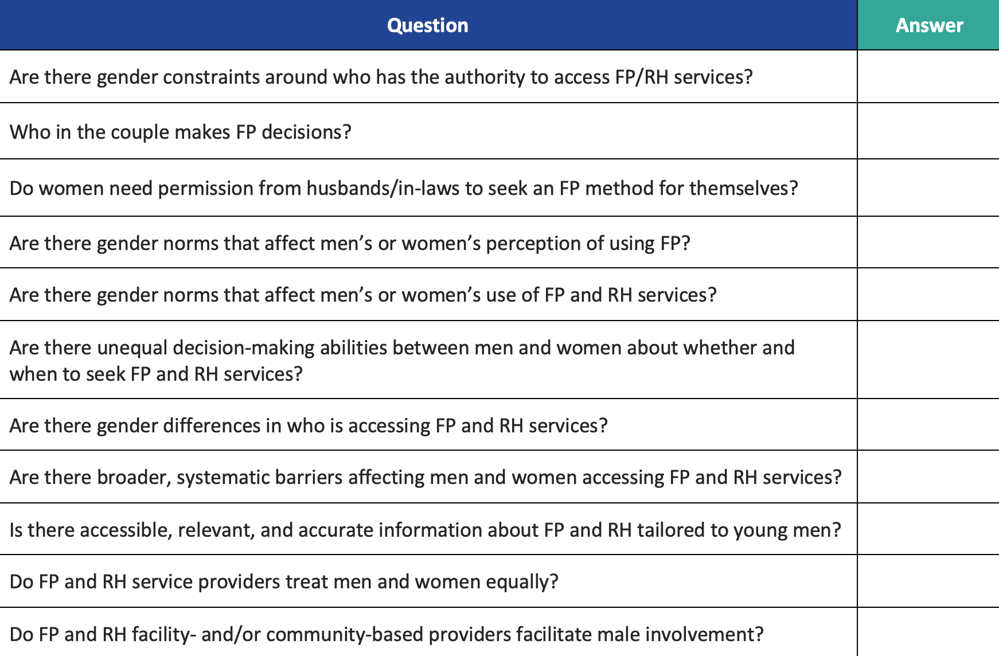 Question
Answer
Are there gender constraints around who has the authority to access FP/RH services?
Who in the couple makes FP decisions?
Do women need permission from husbands/in-laws to seek an FP method for themselves?
Are there gender norms that affect men’s or women’s perception of using FP?
Are there gender norms that affect men’s or women’s use of FP and RH services?
Are there unequal decision-making abilities between men and women about whether and
when to seek FP and RH services?
Are there gender differences in who is accessing FP and RH services?
Are there broader, systematic barriers affecting men and women accessing FP and RH services?
Is there accessible, relevant, and accurate information about FP and RH tailored to young men?
Do FP and RH service providers treat men and women equally?
Do FP and RH facility- and/or community-based providers facilitate male involvement?